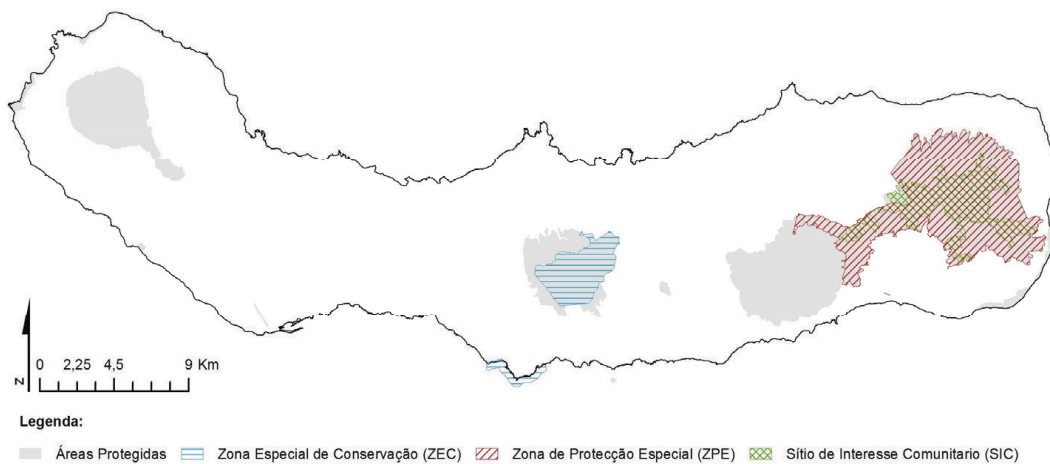 N
0 2,25 4,5 9 Km
Legenda:
Áreas Protegidas Zona Especial de Conservação (ZEC) Zona de Protecção Especial (ZPE) Sítio de Interesse Comunitario (SIC)